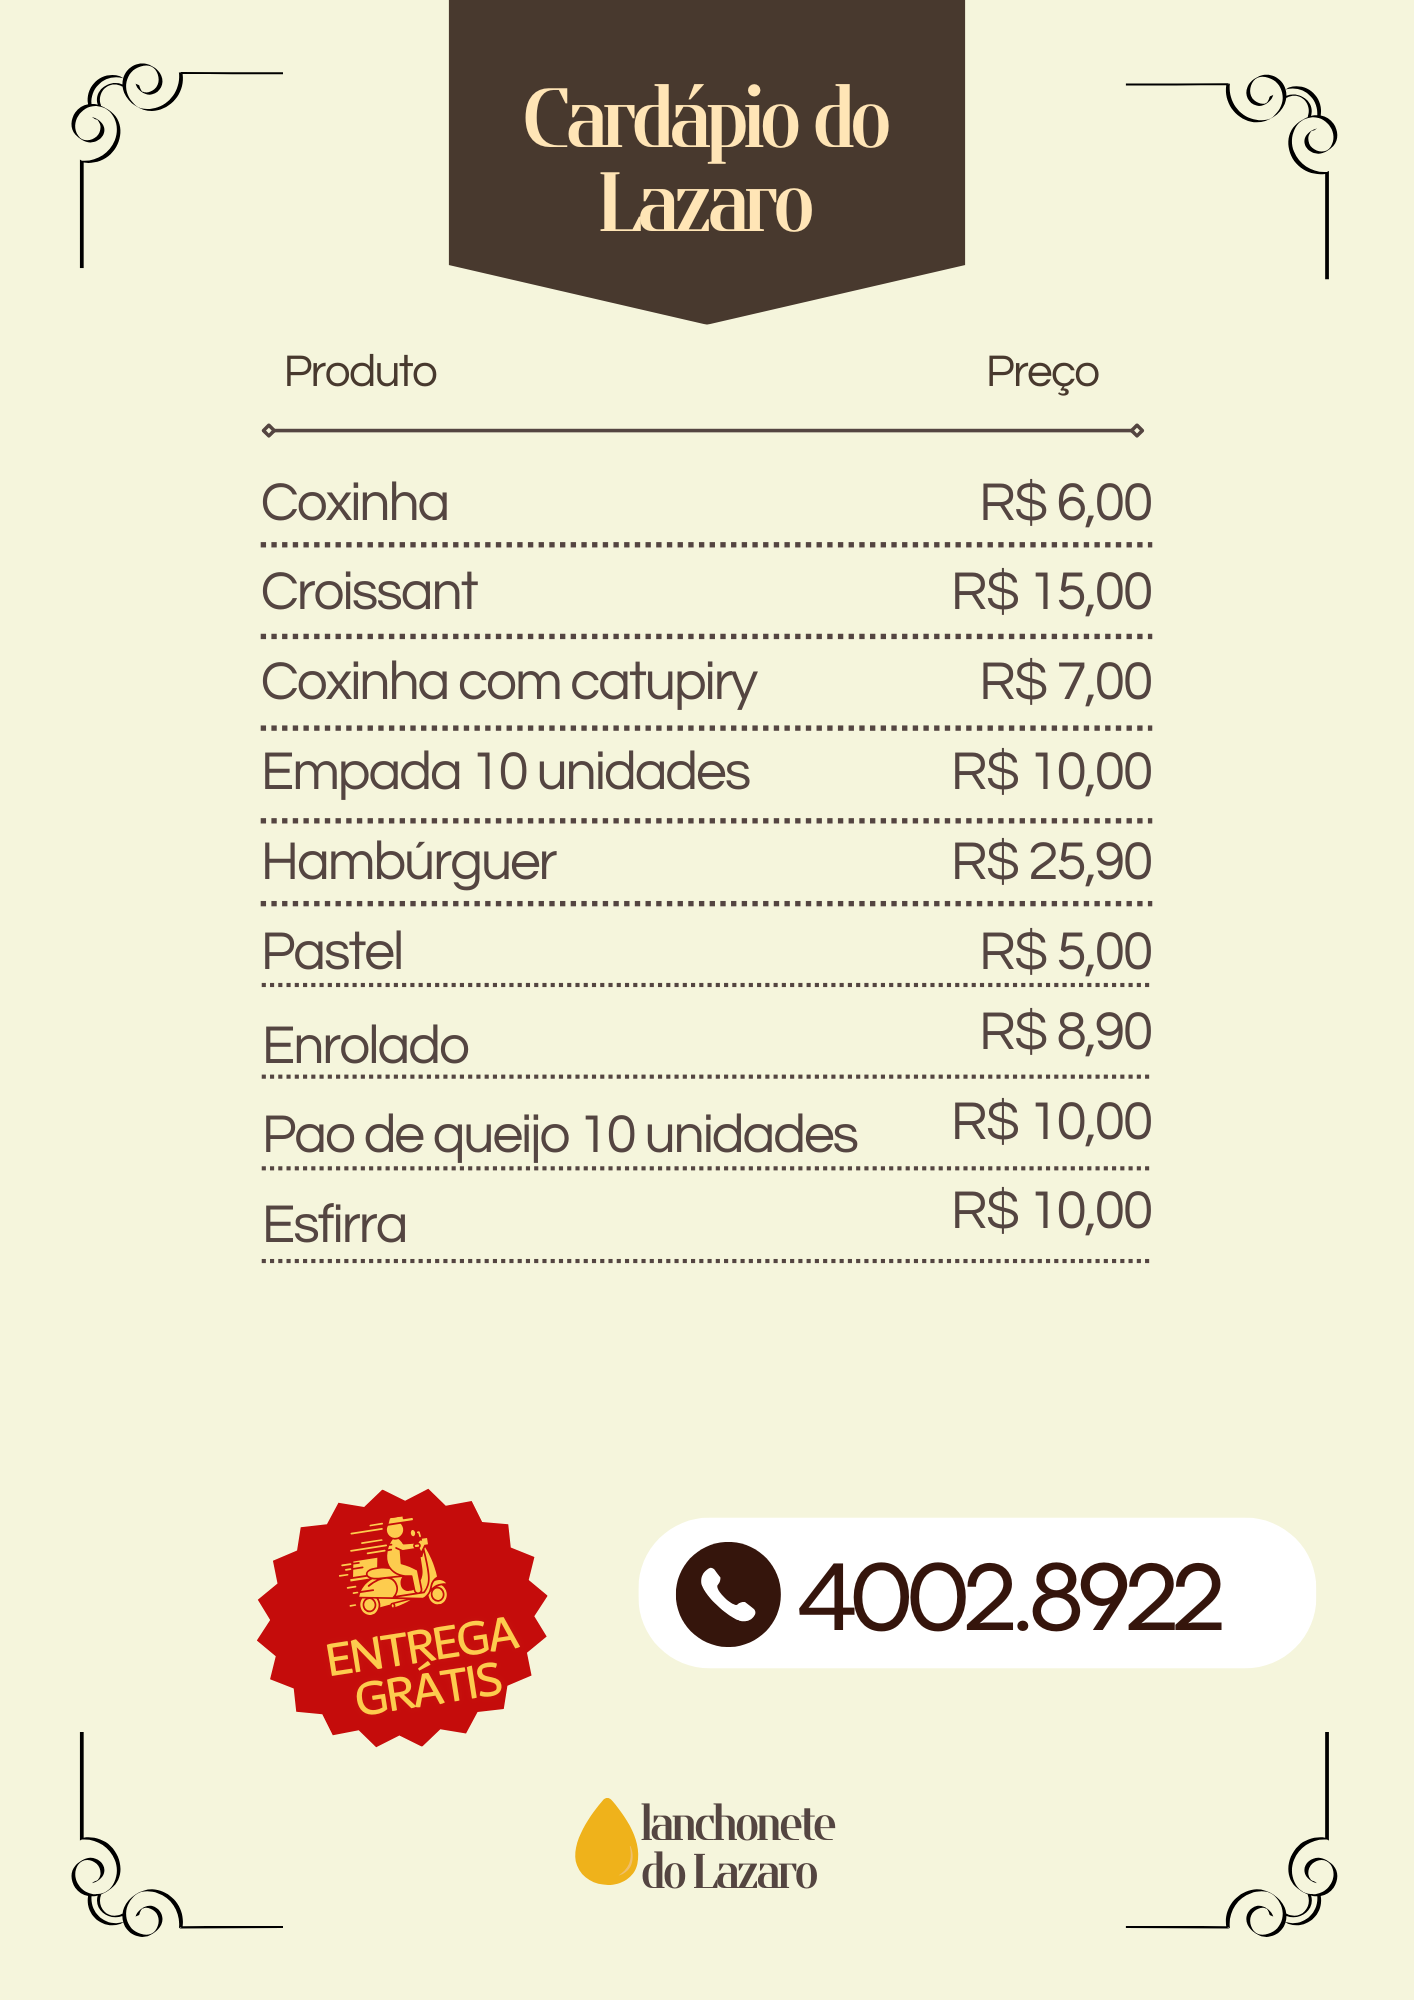 Cardápio do
Lazaro
Produto Preço
Coxinha R$ 6,00
Croissant R$ 15,00
Coxinha com catupiry R$ 7,00
Empada 10 unidades R$ 10,00
Hambúrguer R$ 25,90
Pastel R$ 5,00
Enrolado R$ 8,90
Pao de queijo 10 unidades R$ 10,00
Esfirra R$ 10,00
ENTREGA
GRÁTIS
4002.8922
lanchonete
do Lazaro